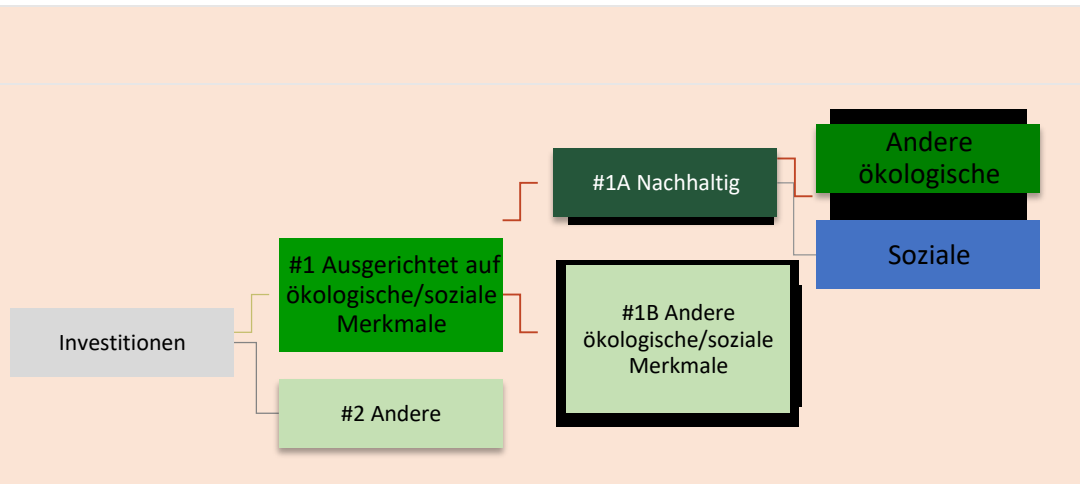 Investitionen
#1 Ausgerichtet auf
ökologische/soziale
Merkmale
#2 Andere
#1A Nachhaltig
#1B Andere
ökologische/soziale
Merkmale
Andere
ökologische
Soziale